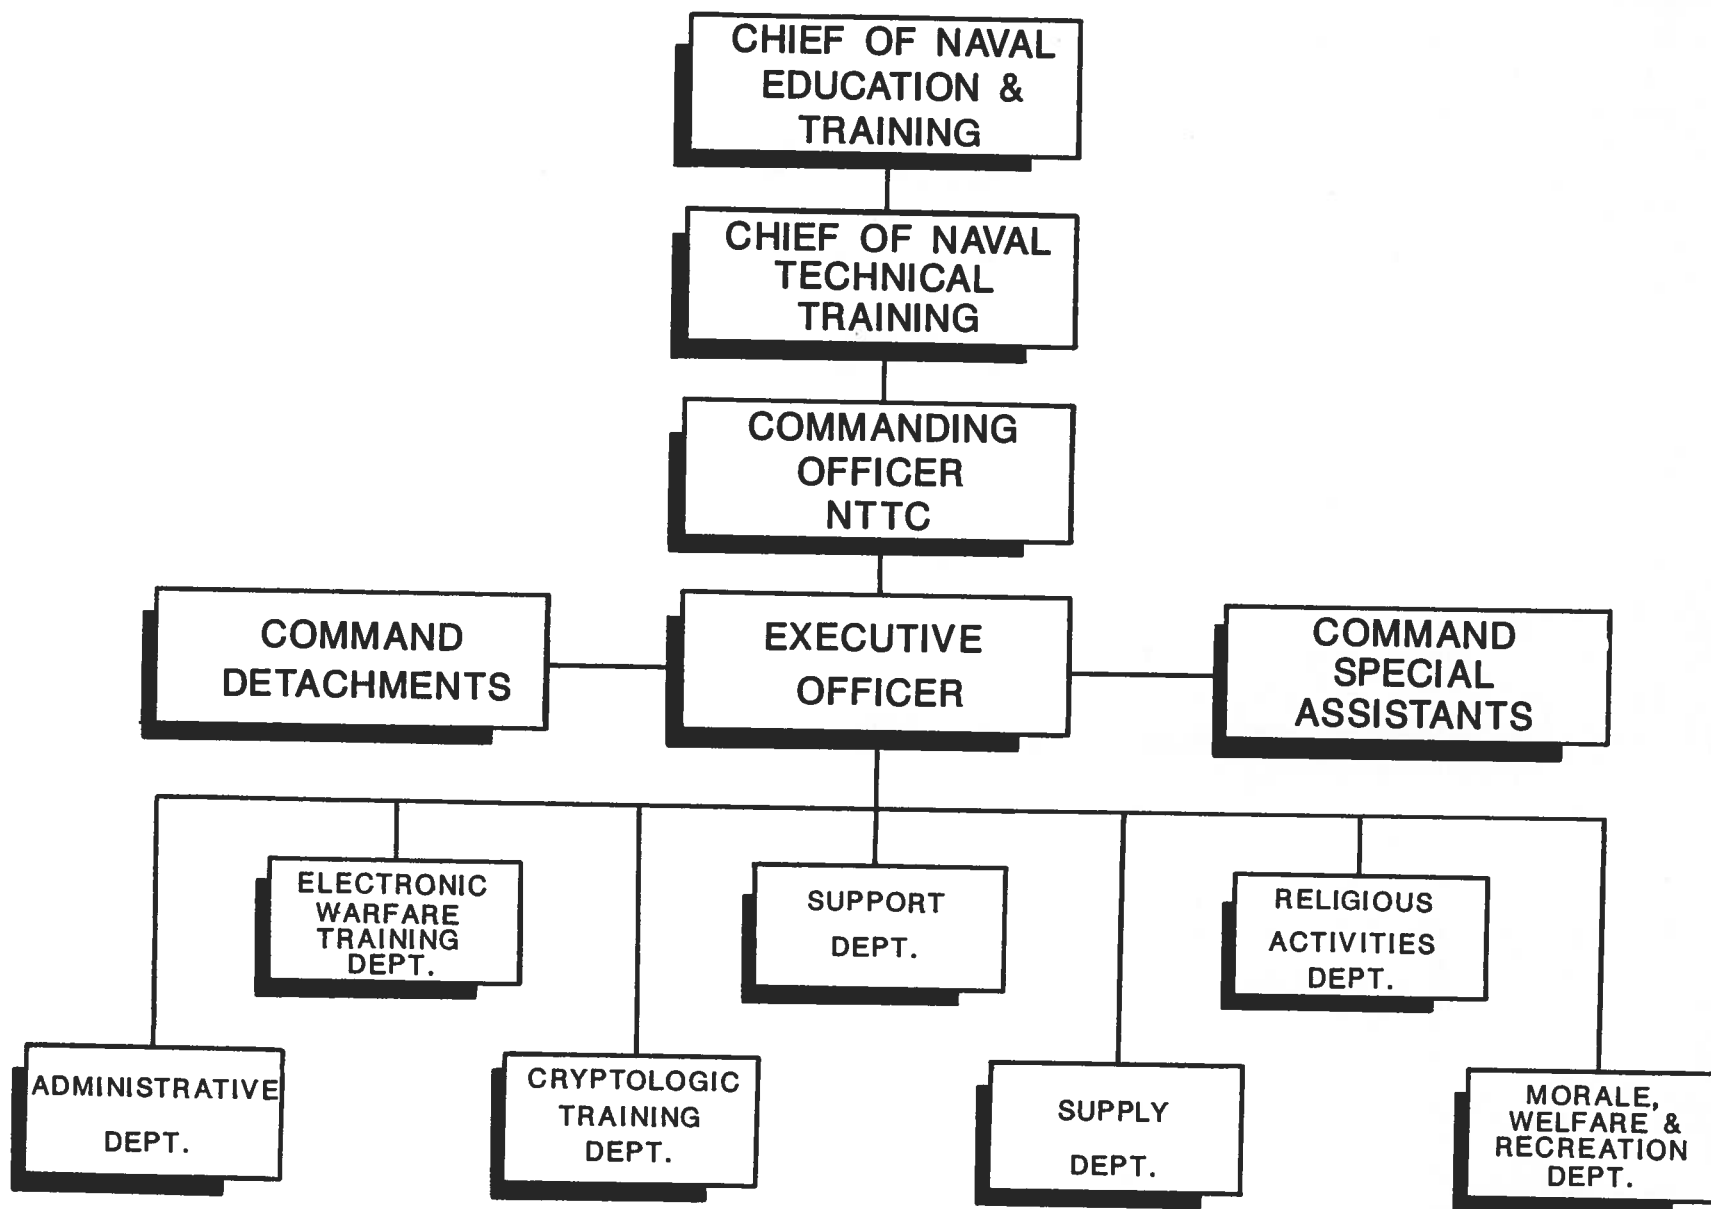 CHIEF OF NAVAL
EDUCATION &
TRAINING
CHIEF OF NAVAL
TECHNICAL
TRAINING
COMMANDING
OFFICER
NTTC
COMMAND
DETACHMENTS
EXECUTIVE
OFFICER
COMMAND
SPECIAL
ASSISTANTS
ELECTRONIC
WARFARE
TRAINING
DEPT.
SUPPORT
DEPT.
RELIGIOUS
ACTIVITIES
DEPT.
ADMINISTRATIVE
DEPT.
CRYPTOLOGIC
TRAINING
DEPT.
SUPPLY
DEPT.
MORALE,
WELFARE &
RECREATION
DEPT.